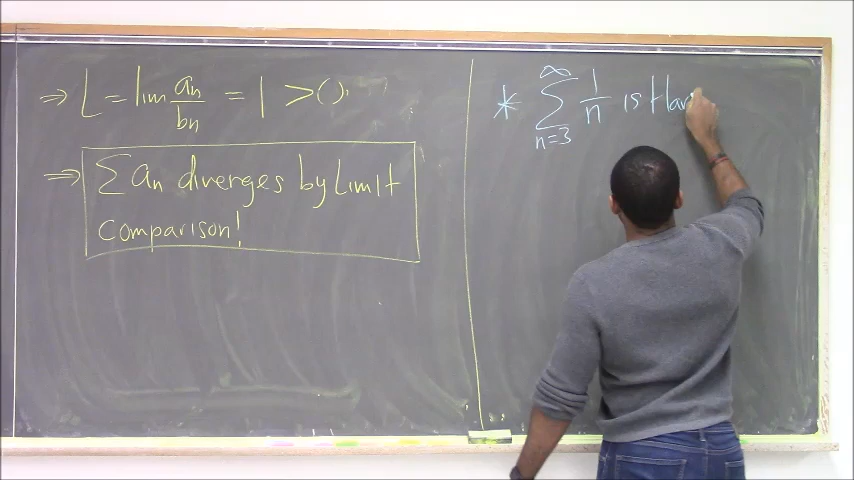 ⇒ L = lim an/bn = 1 > 0.
⇒ Σ an diverges by Limit
comparison!
* ∞ Σ n=3 1/n is Har